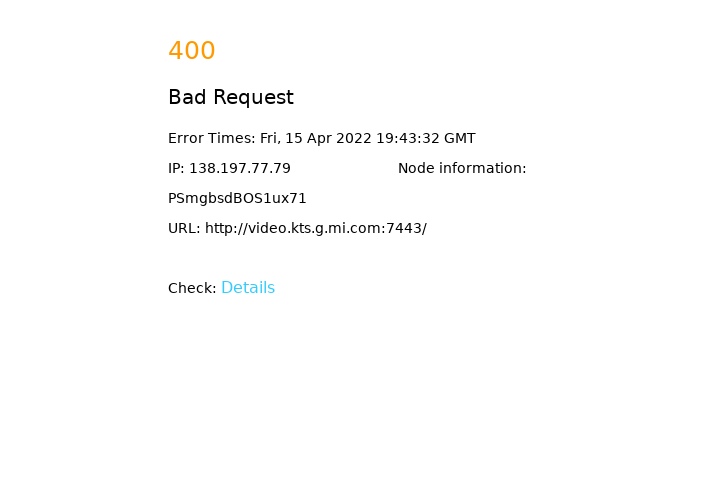 400
Bad Request
Error Times: Fri, 15 Apr 2022 19:43:32 GMT
IP: 138.197.77.79 Node information:
PSmgbsdBOS1ux71
URL: http://video.kts.g.mi.com:7443/
Check: Details